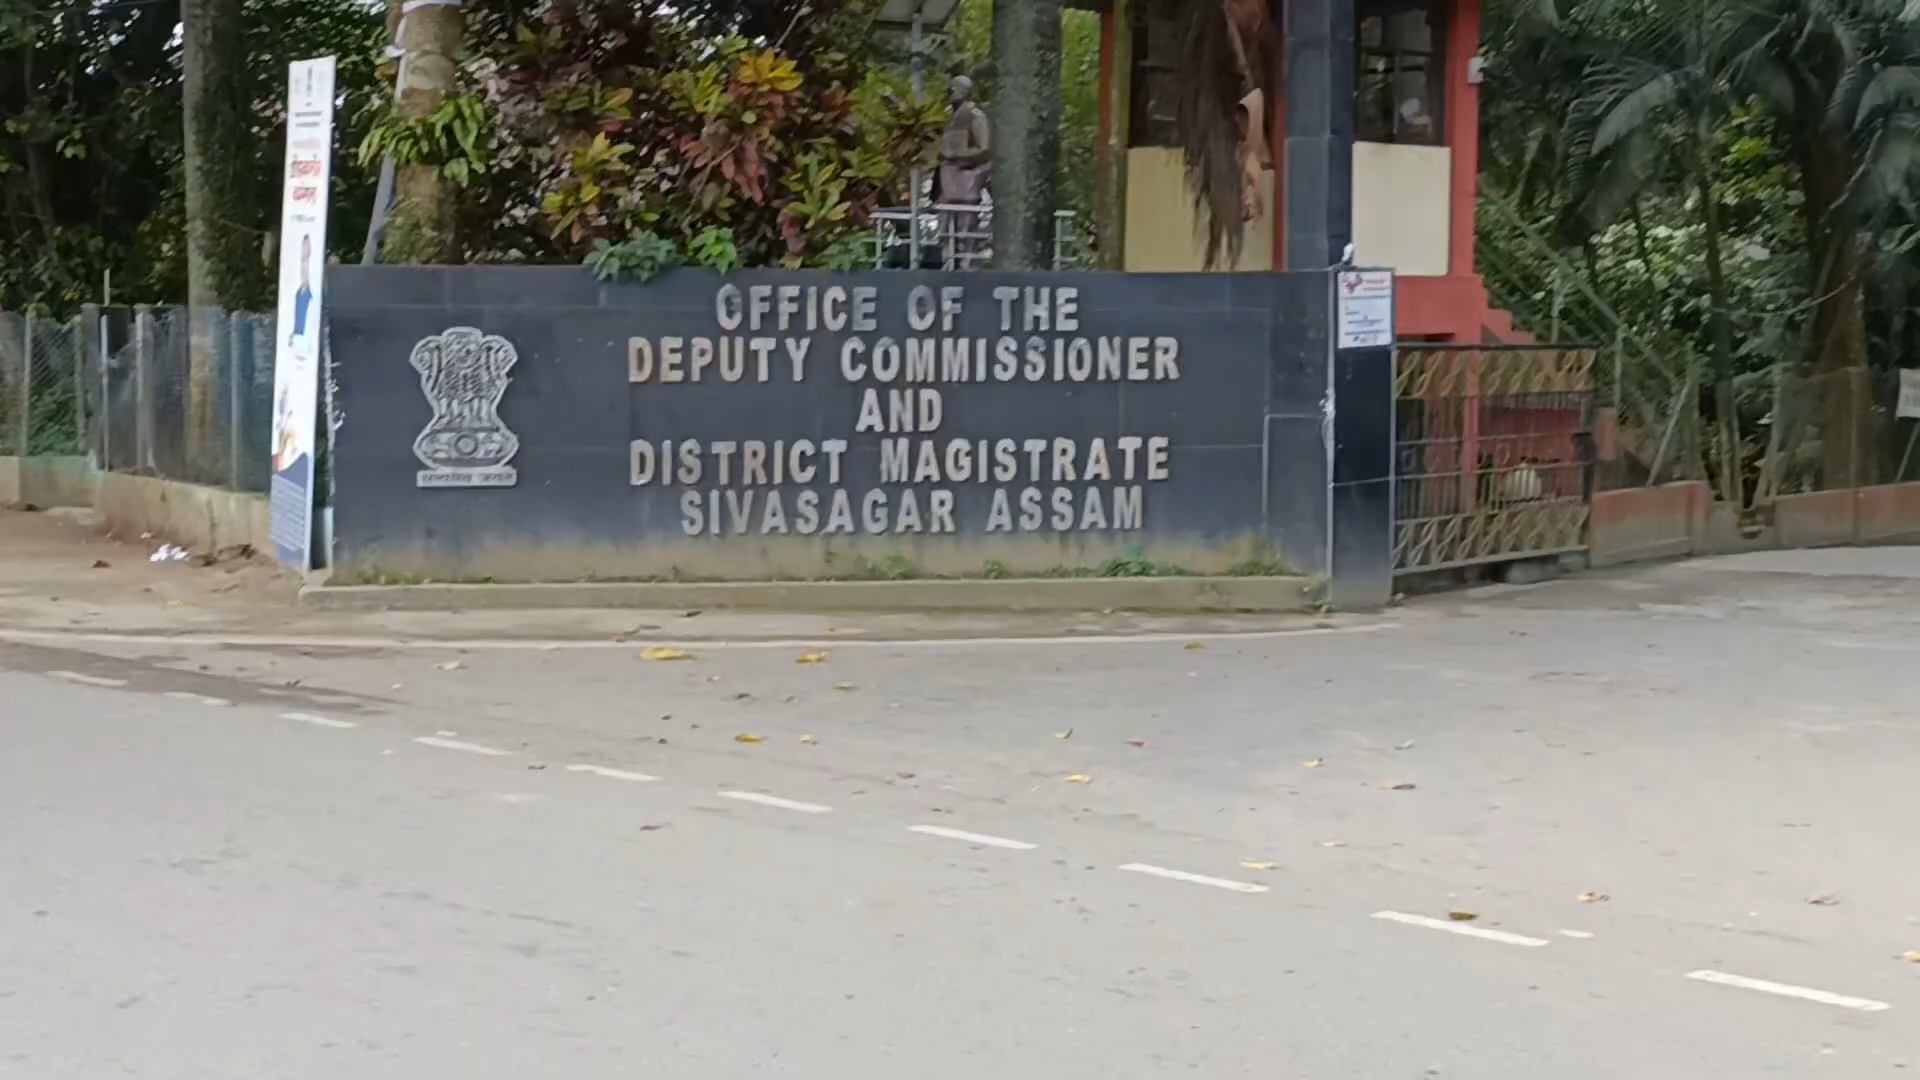 OFFICE OF THE
DEPUTY COMMISSIONER
AND
DISTRICT MAGISTRATE
SIVASAGAR ASSAM